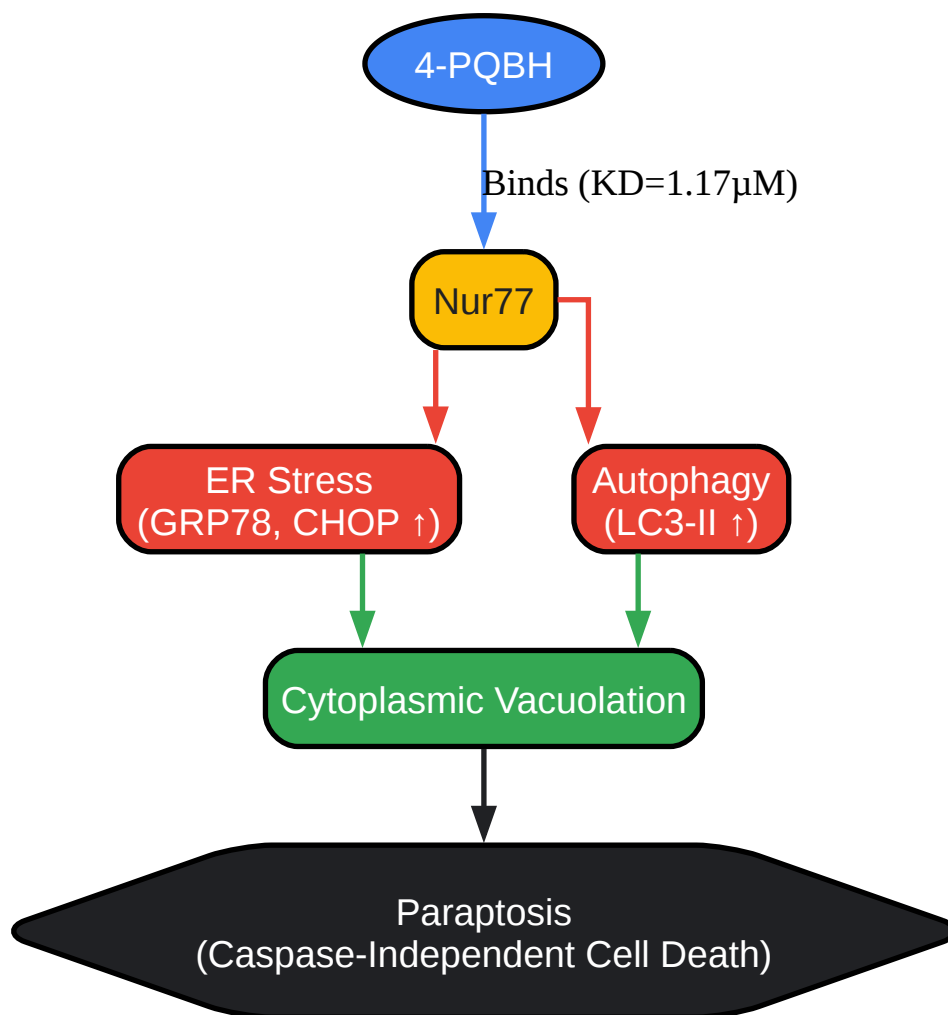 4-PQBH
Binds (KD=1.17µM)
Nur77
ER Stress
(GRP78, CHOP ↑)
Autophagy
(LC3-II ↑)
Cytoplasmic Vacuolation
Paraptosis
(Caspase-Independent Cell Death)